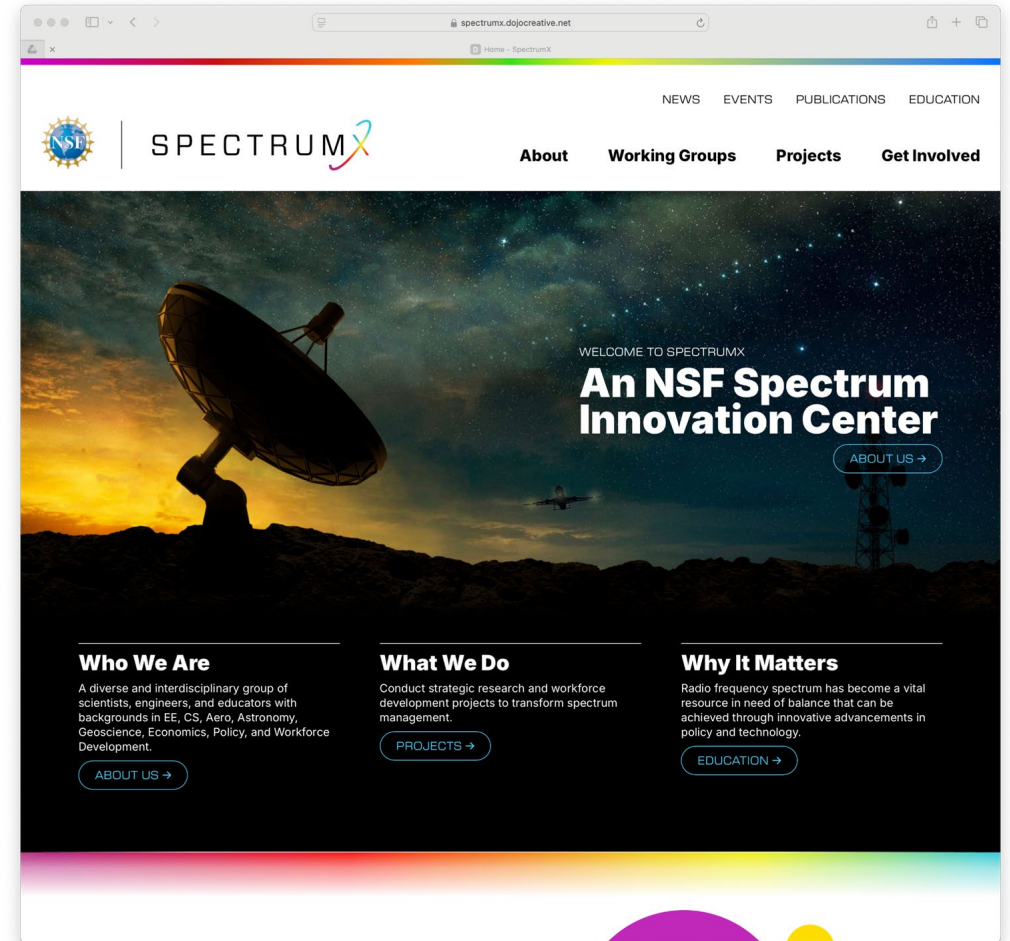 spectrumx.dojocreative.net
Home - SpectrumX
NEWS EVENTS PUBLICATIONS EDUCATION
NSF
SPECTRUMX
About Working Groups Projects Get Involved
WELCOME TO SPECTRUMX
An NSF Spectrum
Innovation Center
ABOUT US →
Who We Are
A diverse and interdisciplinary group of
scientists, engineers, and educators with
backgrounds in EE, CS, Aero, Astronomy,
Geoscience, Economics, Policy, and Workforce
Development.
ABOUT US →
What We Do
Conduct strategic research and workforce
development projects to transform spectrum
management.
PROJECTS →
Why It Matters
Radio frequency spectrum has become a vital
resource in need of balance that can be
achieved through innovative advancements in
policy and technology.
EDUCATION →